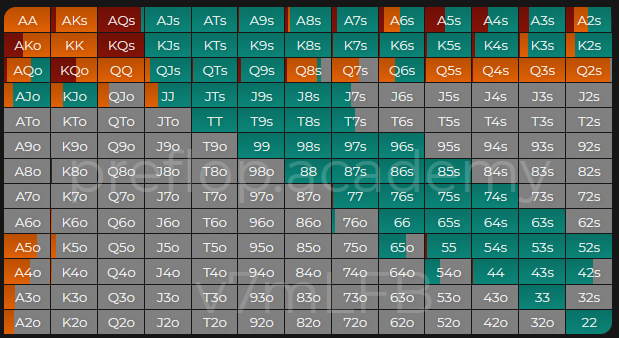 AA AKs AQs AJs ATs A9s A8s A7s A6s A5s A4s A3s A2s
AKo KK KQs KJs KTs K9s K8s K7s K6s K5s K4s K3s K2s
AQo KQo QQ QJs QTs Q9s Q8s Q7s Q6s Q5s Q4s Q3s Q2s
AJo KJo QJo JJ JTs J9s J8s J7s J6s J5s J4s J3s J2s
ATo KTo QTo JTo TT T9s T8s T7s T6s T5s T4s T3s T2s
A9o K9o Q9o J9o T9o 99 98s 97s 96s 95s 94s 93s 92s
preflop.academy
A8o K8o Q8o J8o T8o 98o 88 87s 86s 85s 84s 83s 82s
A7o K7o Q7o J7o T7o 97o 87o 77 76s 75s 74s 73s 72s
A6o K6o Q6o J6o T6o 96o 86o 76o 66 65s 64s 63s 62s
A5o K5o Q5o J5o T5o 95o 85o 75o 65o 55 54s 53s 52s
A4o K4o Q4o J4o T4o 94o 84o 74o 64o 54o 44 43s 42s
v7mLFB
A3o K3o Q3o J3o T3o 93o 83o 73o 63o 53o 43o 33 32s
A2o K2o Q2o J2o T2o 92o 82o 72o 62o 52o 42o 32o 22